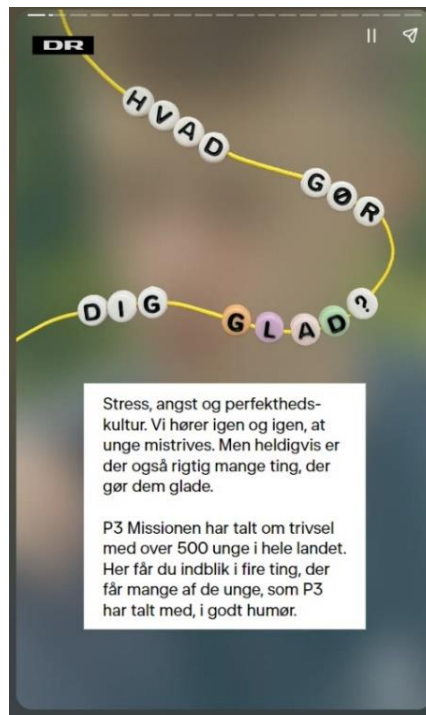 DR
HVAD GØR
DIG GLAD?
Stress, angst og perfektheds-
kultur. Vi hører igen og igen, at
unge mistrives. Men heldigvis er
der også rigtig mange ting, der
gør dem glade.
P3 Missionen har talt om trivsel
med over 500 unge i hele landet.
Her får du indblik i fire ting, der
får mange af de unge, som P3
har talt med, i godt humør.